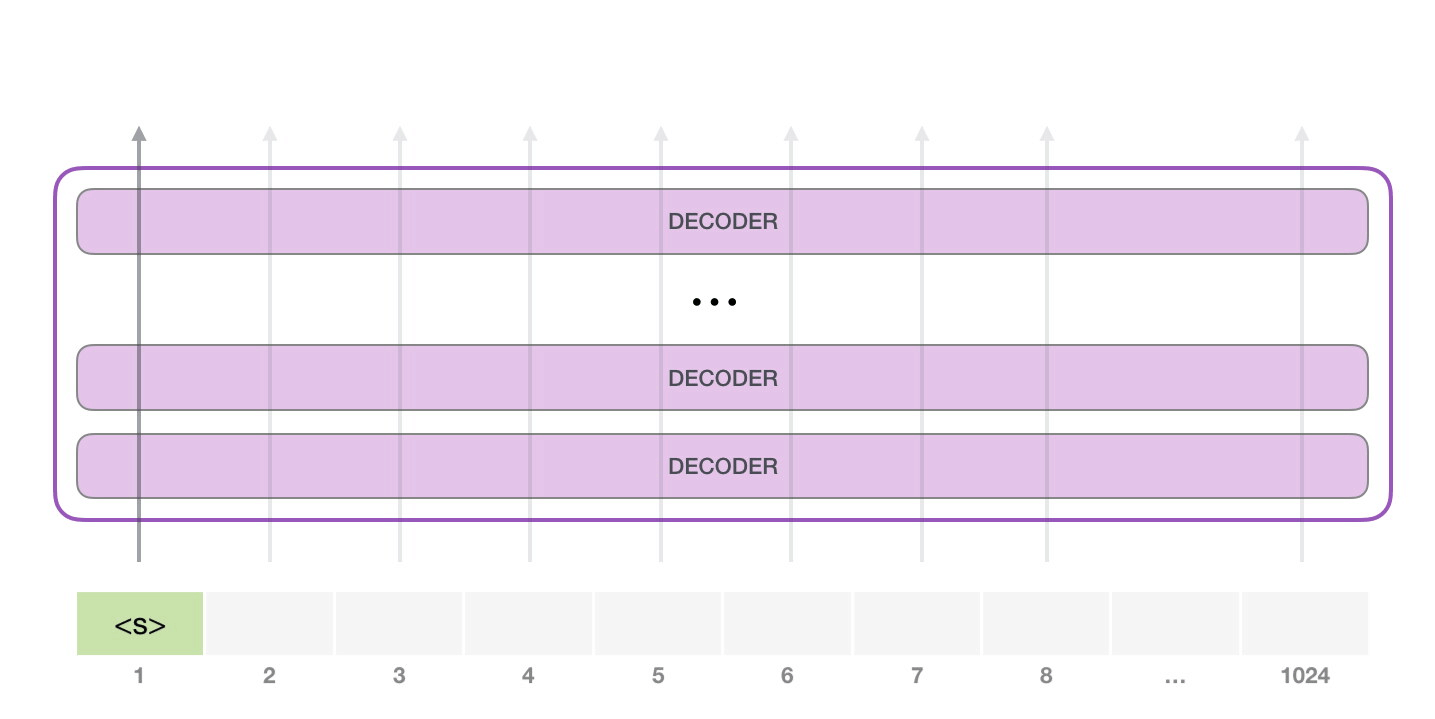 DECODER
...
DECODER
DECODER
<s>
1 2 3 4 5 6 7 8 ... 1024